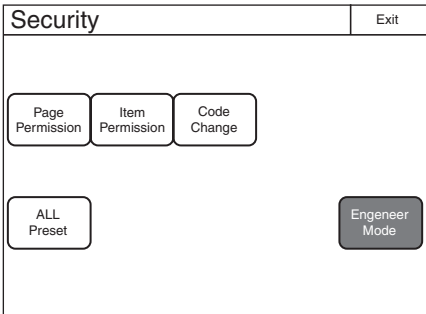 Security
Exit
Page
Permission
Item
Permission
Code
Change
ALL
Preset
Engeneer
Mode